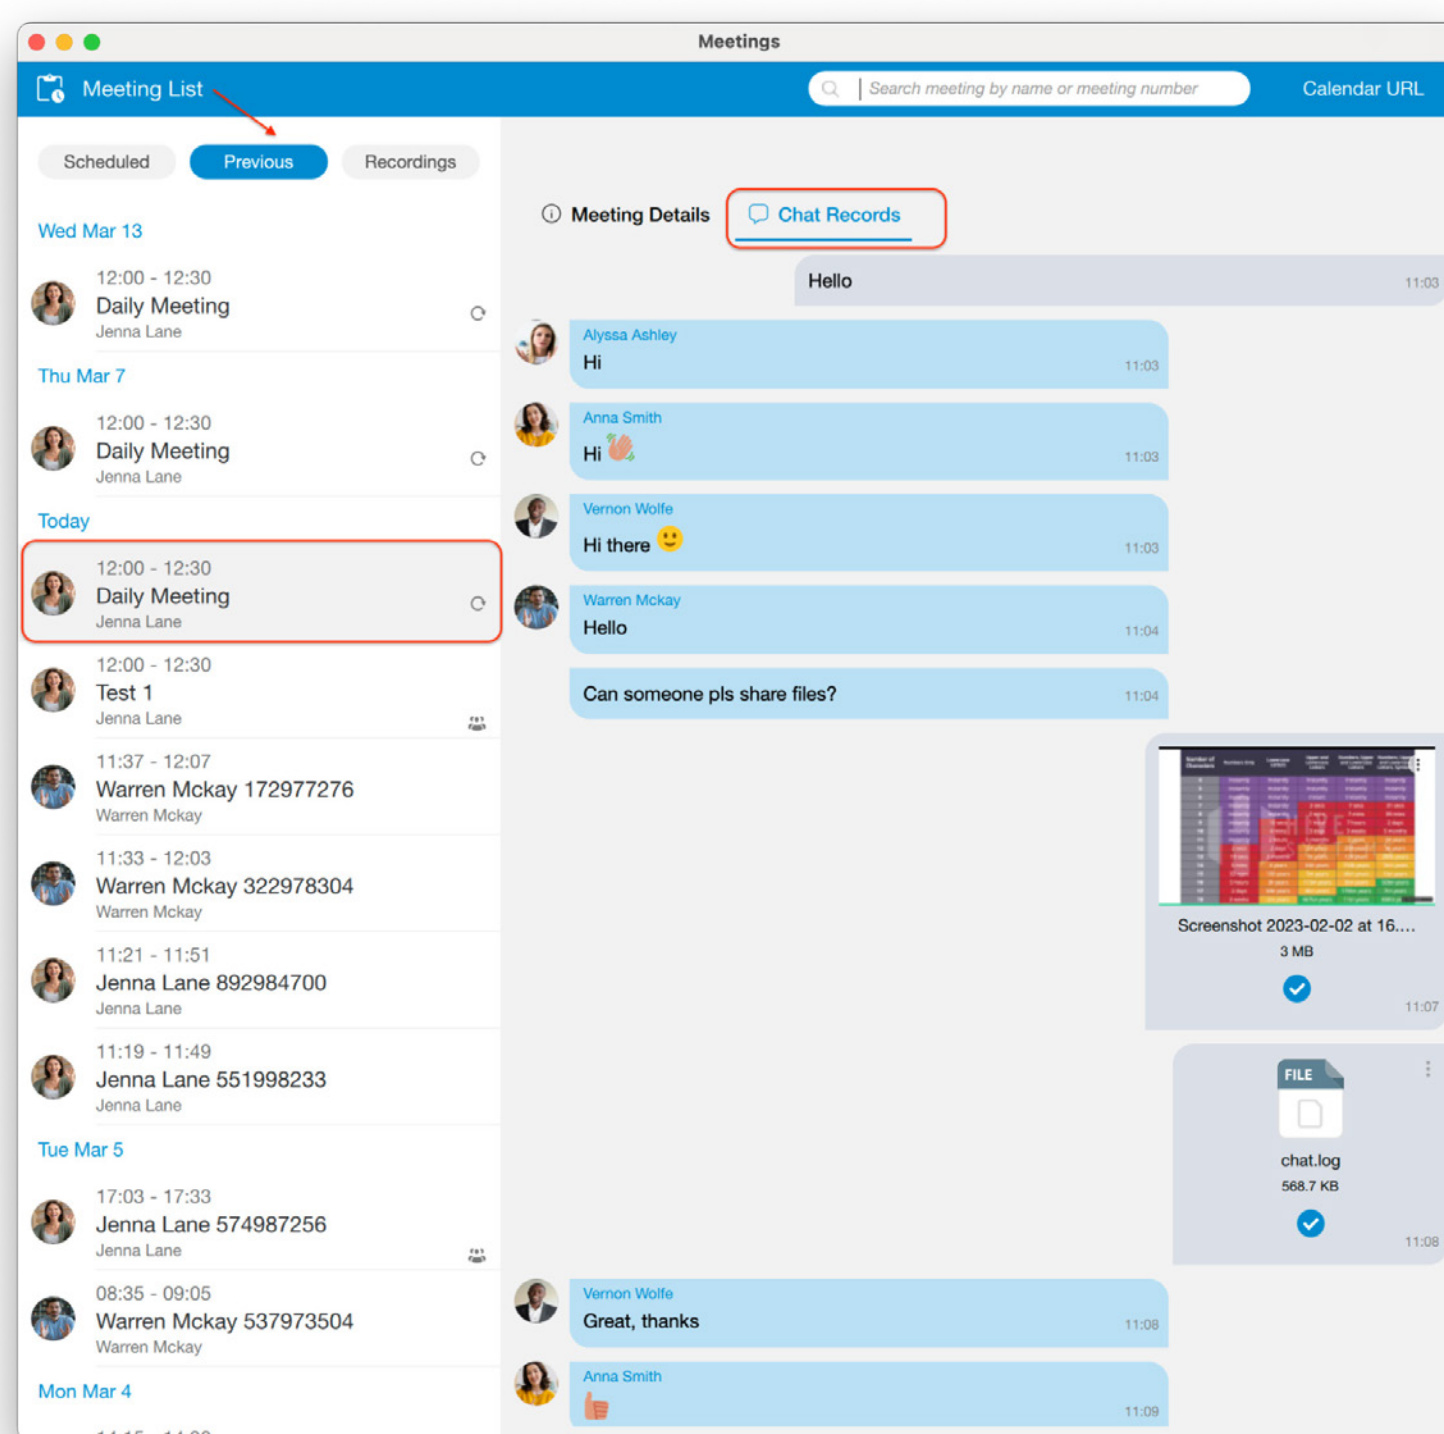 Meetings
Meeting List
Search meeting by name or meeting number
Calendar URL
Scheduled
Previous
Recordings
Wed Mar 13
12:00 - 12:30
Daily Meeting
Jenna Lane
Thu Mar 7
12:00 - 12:30
Daily Meeting
Jenna Lane
Today
12:00 - 12:30
Daily Meeting
Jenna Lane
12:00 - 12:30
Test 1
Jenna Lane
11:37 - 12:07
Warren Mckay 172977276
Warren Mckay
11:33 - 12:03
Warren Mckay 322978304
Warren Mckay
11:21 - 11:51
Jenna Lane 892984700
Jenna Lane
11:19 - 11:49
Jenna Lane 551998233
Jenna Lane
Tue Mar 5
17:03 - 17:33
Jenna Lane 574987256
Jenna Lane
08:35 - 09:05
Warren Mckay 537973504
Warren Mckay
Mon Mar 4
Meeting Details
Chat Records
Hello
11:03
Alyssa Ashley
Hi
11:03
Anna Smith
Hi
11:03
Vernon Wolfe
Hi there
11:03
Warren Mckay
Hello
11:04
Can someone pls share files?
11:04
Number of
Characters
Screenshot 2023-02-02 at 16....
3 MB
11:07
FILE
chat.log
568.7 KB
11:08
Vernon Wolfe
Great, thanks
11:08
Anna Smith
11:09